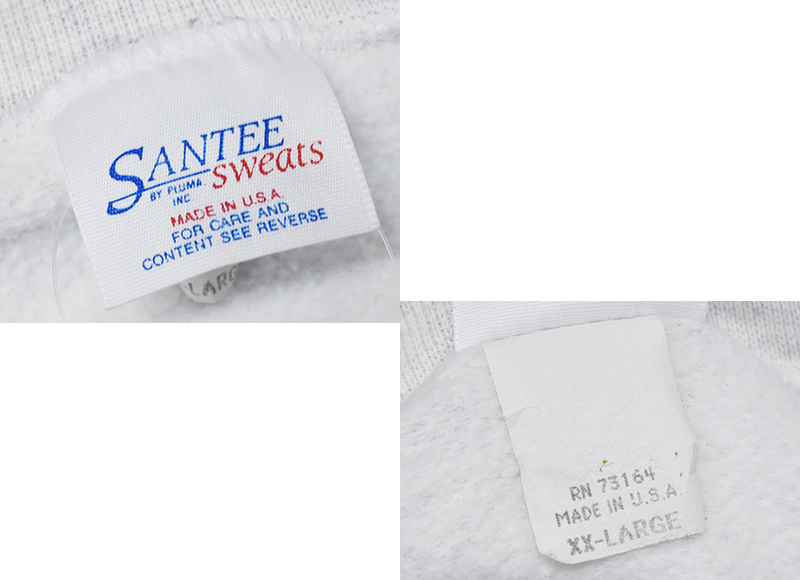 SANTEE
sweats
BY PLUMA
INC
MADE IN U.S.A.
FOR CARE AND
CONTENT SEE REVERSE
LARG
RN 73164
MADE IN U.S.A.
XX-LARGE